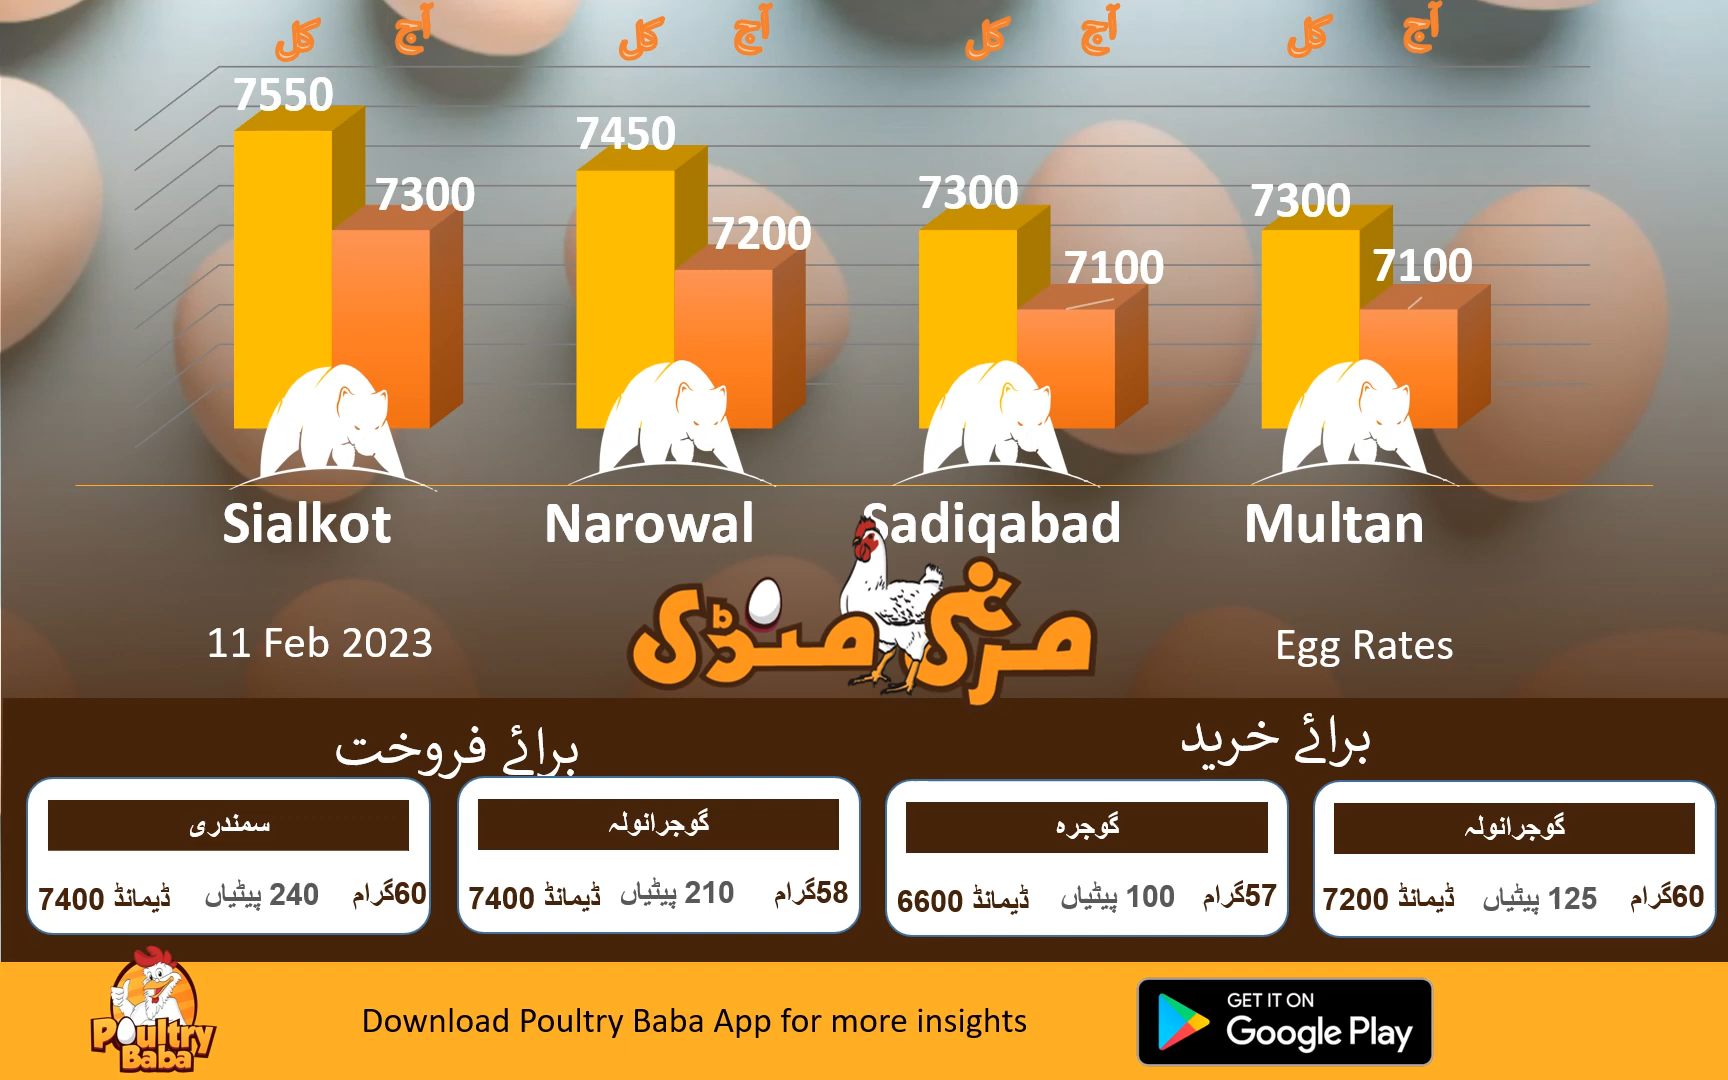 کل آج کل آج کل آج کل آج
7550 7300 7450 7200 7300 7100 7300 7100
Sialkot Narowal Sadiqabad Multan
مرغی منڈی
11 Feb 2023
Egg Rates
برائے خرید
برائے فروخت
گوجرانولہ
60گرام 125 پیٹیاں ڈیمانڈ 7200
گوجرہ
57گرام 100 پیٹیاں ڈیمانڈ 6600
گوجرانولہ
58گرام 210 پیٹیاں ڈیمانڈ 7400
سمندری
60گرام 240 پیٹیاں ڈیمانڈ 7400
Poultry
Baba
Download Poultry Baba App for more insights
GET IT ON
Google Play